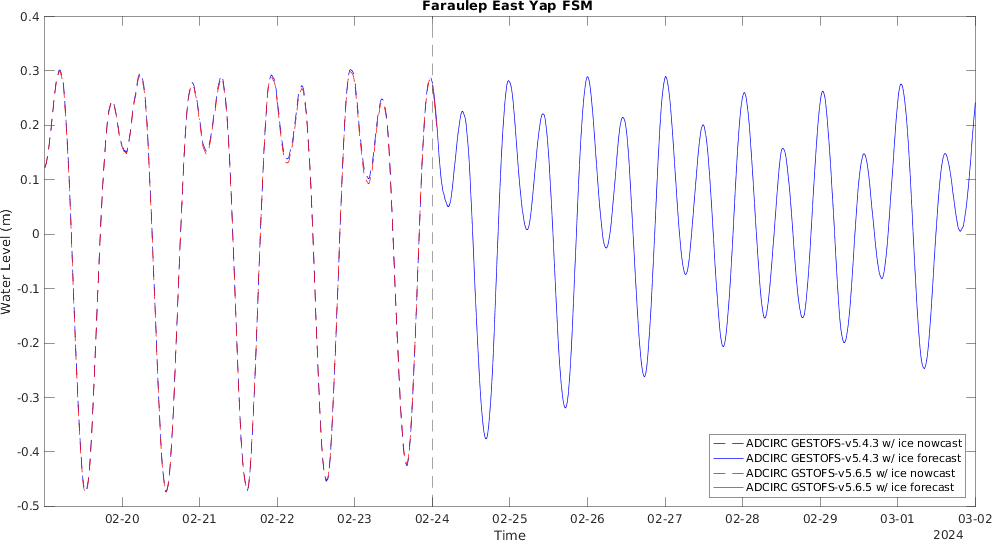 Faraulep East Yap FSM
0.4
0.3
0.2
0.1
0
-0.1
-0.2
-0.3
-0.4
-0.5
Water Level (m)
ADCIRC GESTOFS-v5.4.3 w/ ice nowcast
ADCIRC GESTOFS-v5.4.3 w/ ice forecast
ADCIRC GSTOFS-v5.6.5 w/ ice nowcast
ADCIRC GSTOFS-v5.6.5 w/ ice forecast
02-20 02-21 02-22 02-23 02-24 02-25 02-26 02-27 02-28 02-29 03-01 03-02
Time
2024